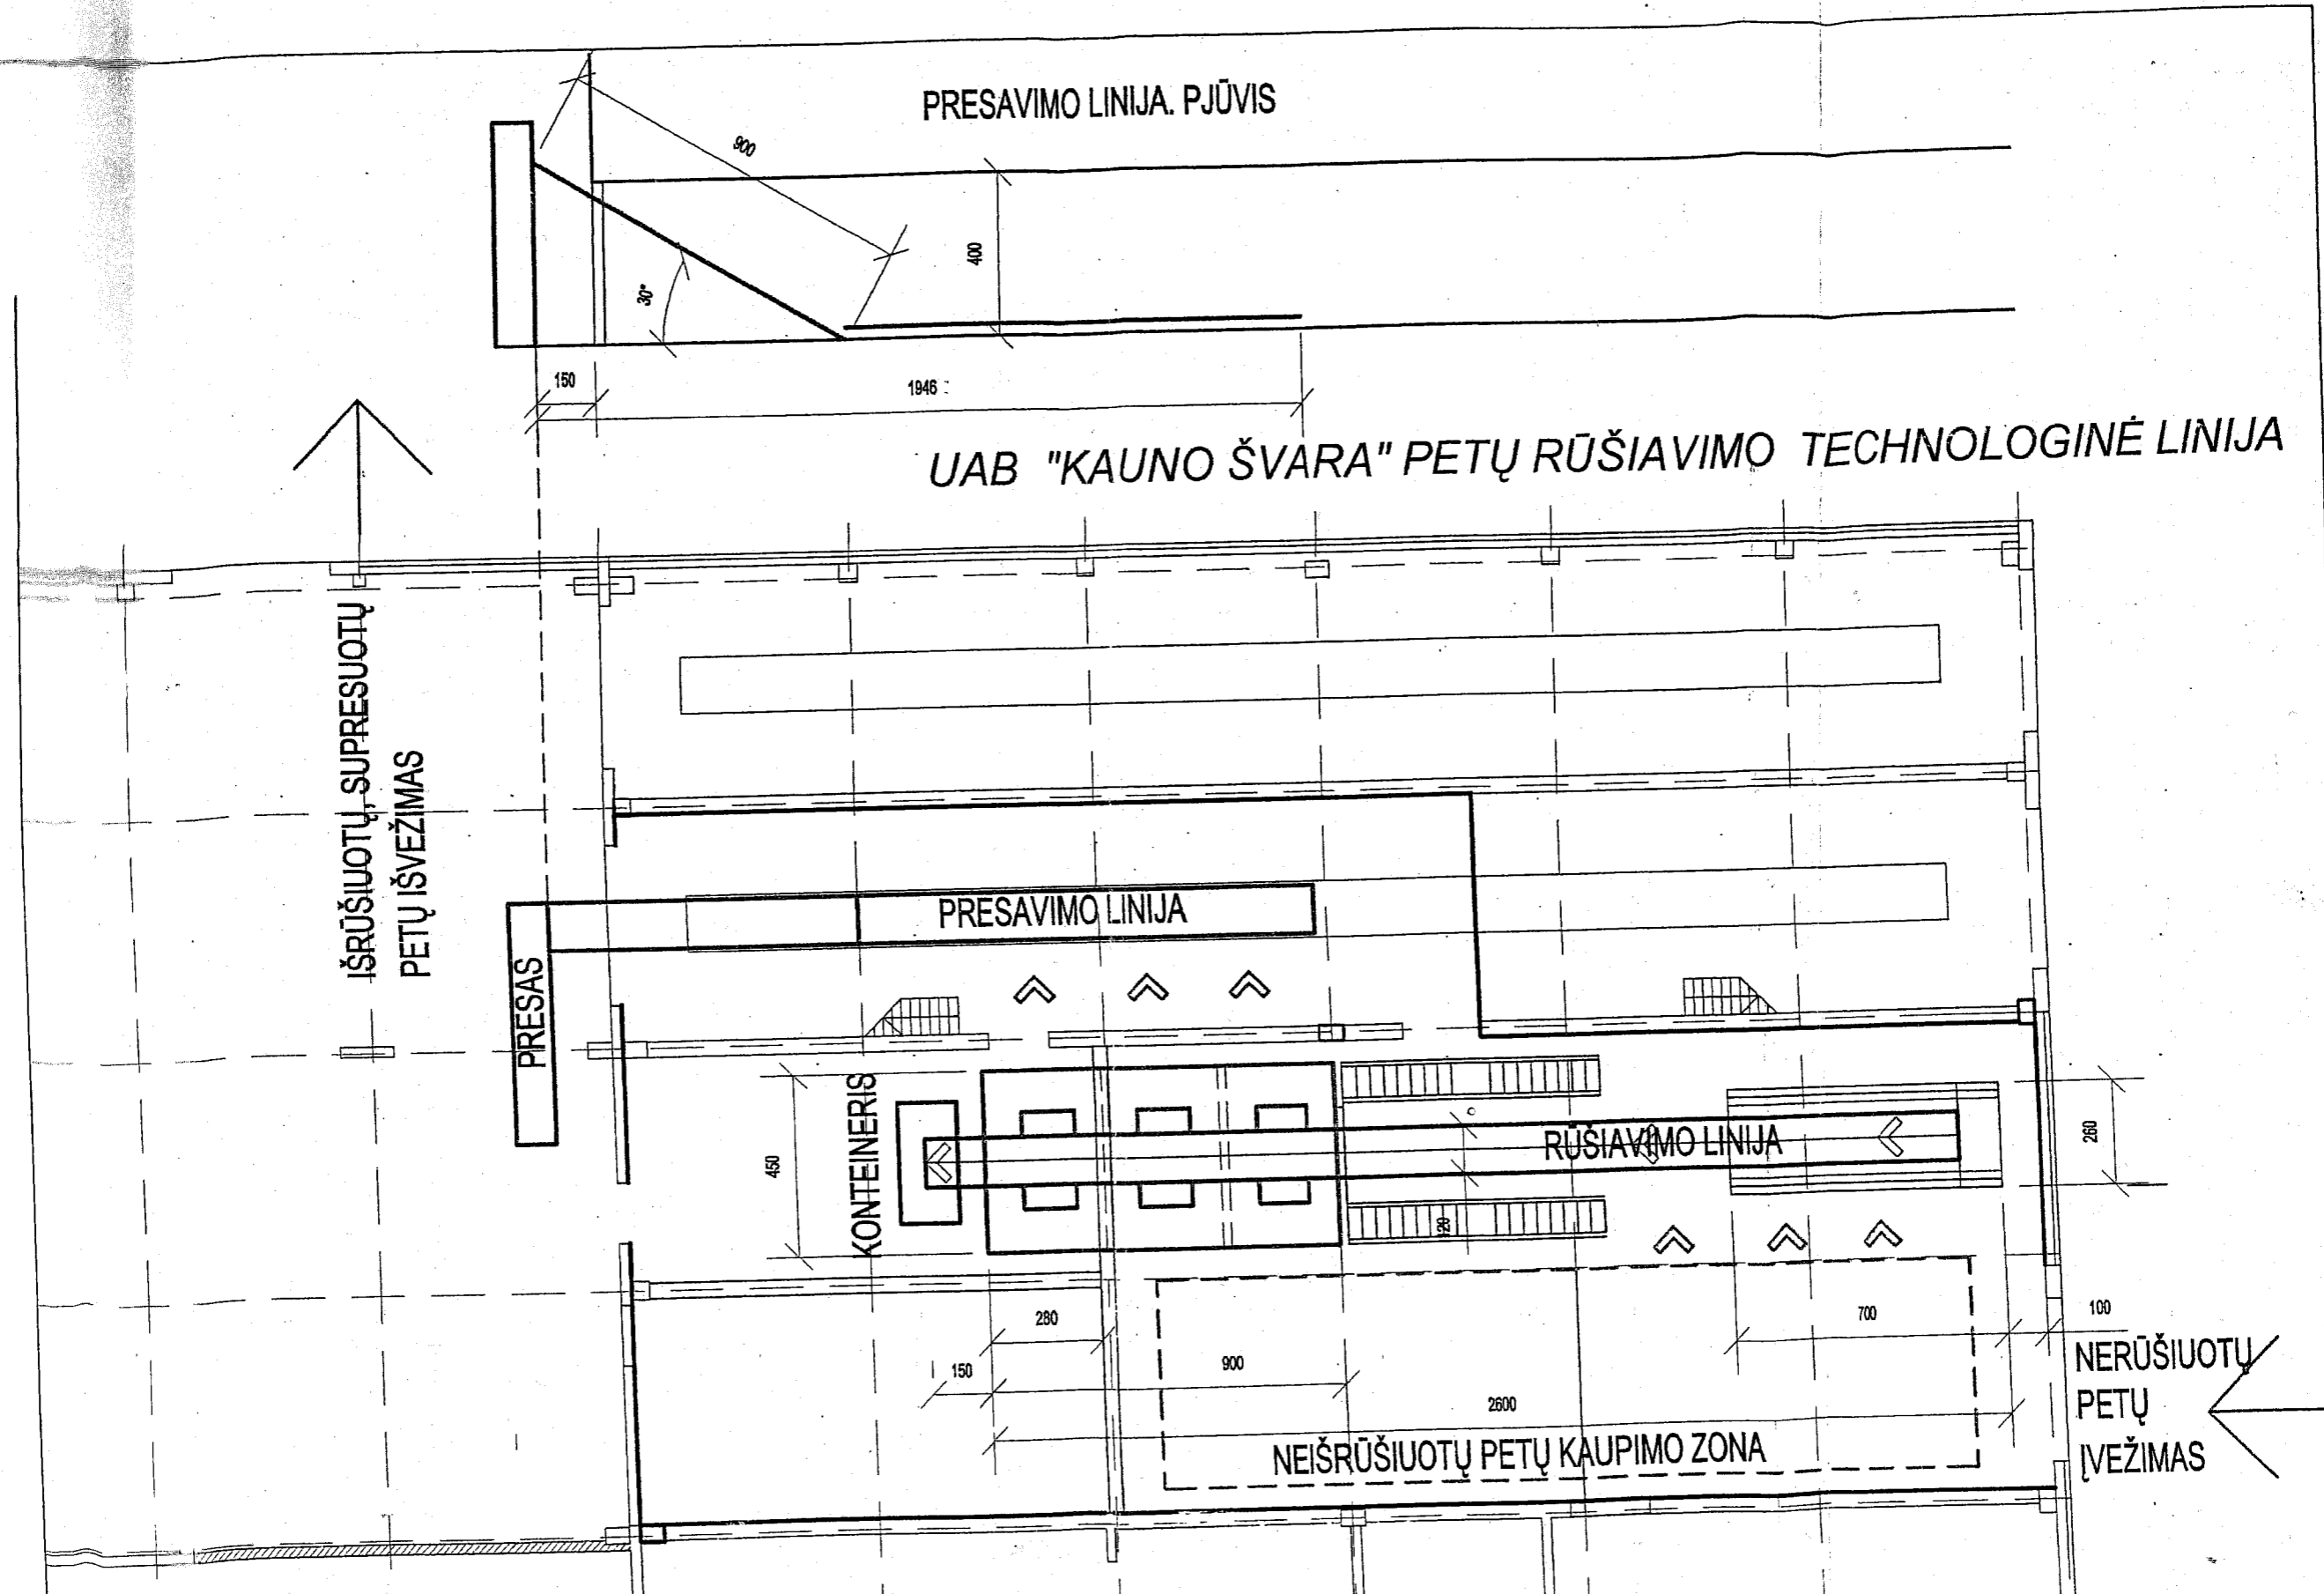 PRESAVIMO LINIJA. PJŪVIS
900
400
30°
150
1946
UAB "KAUNO ŠVARA" PETŲ RŪŠIAVIMO TECHNOLOGINĖ LINIJA
IŠRŪŠIUOTŲ, SUPRESUOTŲ
PETŲ IŠVEŽIMAS
PRESAVIMO LINIJA
PRESAS
KONTEINERIS
450
RŪŠIAVIMO LINIJA
260
120
280
700
100
150
900
2600
NERŪŠIUOTŲ
PETŲ
ĮVEŽIMAS
NEIŠRŪŠIUOTŲ PETŲ KAUPIMO ZONA